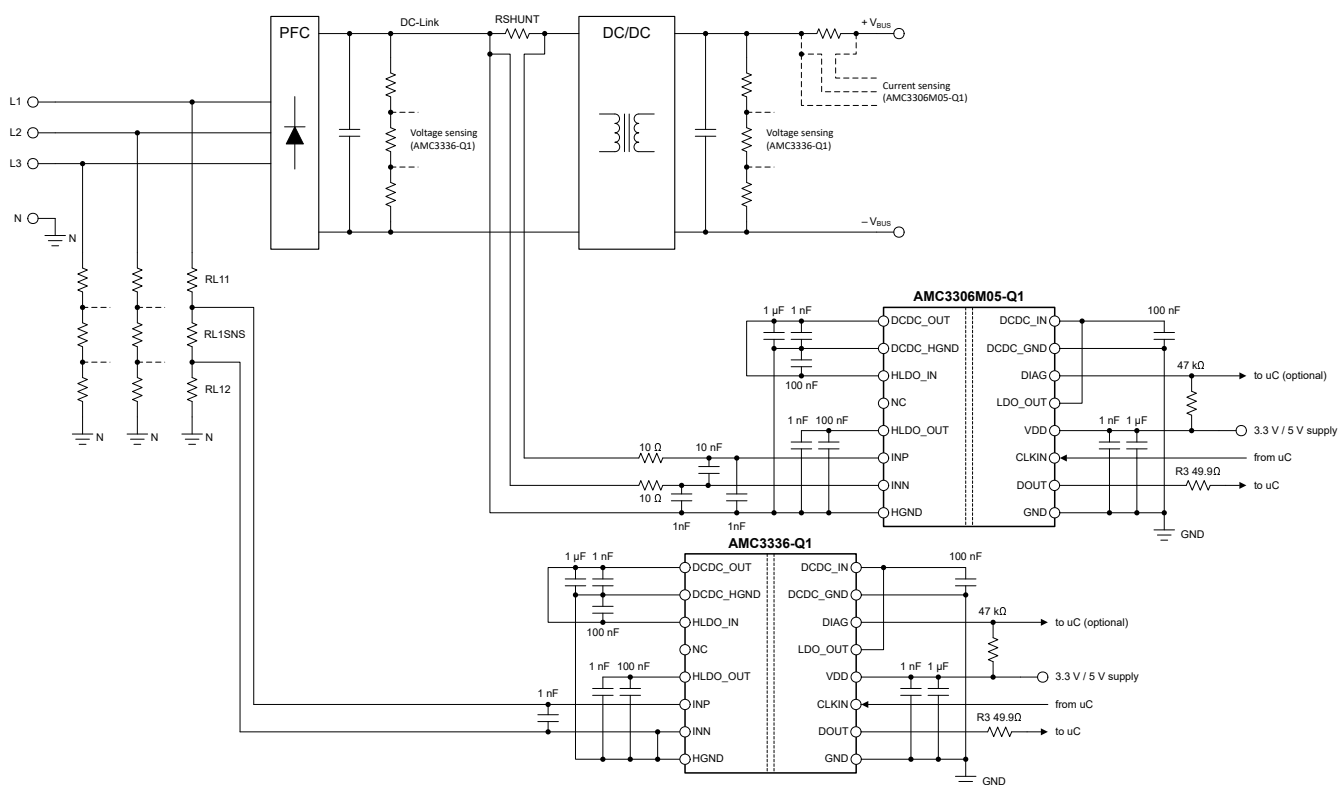 PFC
DC-Link
RSHUNT
DC/DC
+ VBUS
Current sensing
(AMC3306M05-Q1)
L1
L2
L3
N
N
Voltage sensing
(AMC3336-Q1)
Voltage sensing
(AMC3336-Q1)
– VBUS
RL11
RL1SNS
RL12
N
N
N
AMC3306M05-Q1
1 µF
1 nF
100 nF
DCDC_OUT
DCDC_HGND
HLDO_IN
NC
HLDO_OUT
INP
INN
HGND
DCDC_IN
DCDC_GND
DIAG
LDO_OUT
VDD
CLKIN
DOUT
GND
100 nF
47 kΩ
to uC (optional)
1 nF
1 µF
3.3 V / 5 V supply
from uC
R3 49.9Ω
to uC
GND
1 nF
100 nF
10 Ω
10 nF
10 Ω
1nF
1nF
AMC3336-Q1
1 µF
1 nF
100 nF
DCDC_OUT
DCDC_HGND
HLDO_IN
NC
HLDO_OUT
INP
INN
HGND
DCDC_IN
DCDC_GND
DIAG
LDO_OUT
VDD
CLKIN
DOUT
GND
100 nF
47 kΩ
to uC (optional)
1 nF
1 µF
3.3 V / 5 V supply
from uC
R3 49.9Ω
to uC
GND
1 nF
100 nF
1 nF